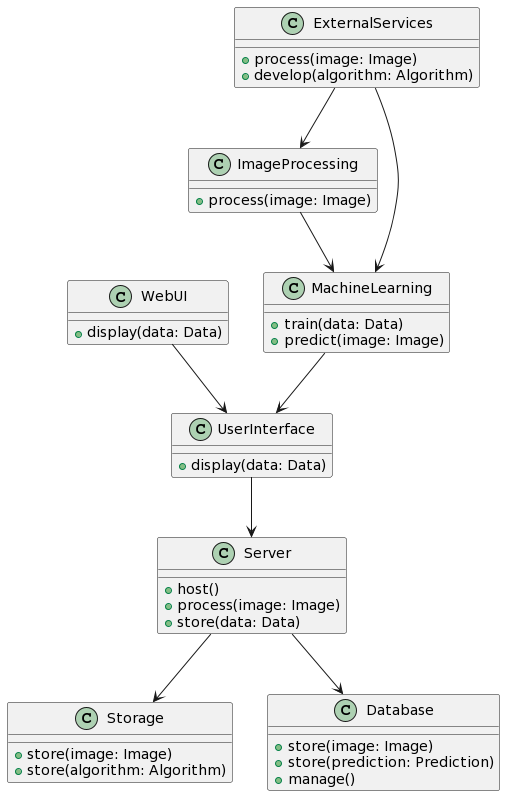 C ExternalServices
process(image: Image)
develop(algorithm: Algorithm)
C ImageProcessing
process(image: Image)
C WebUI
display(data: Data)
C MachineLearning
train(data: Data)
predict(image: Image)
C UserInterface
display(data: Data)
C Server
host()
process(image: Image)
store(data: Data)
C Storage
store(image: Image)
store(algorithm: Algorithm)
C Database
store(image: Image)
store(prediction: Prediction)
manage()